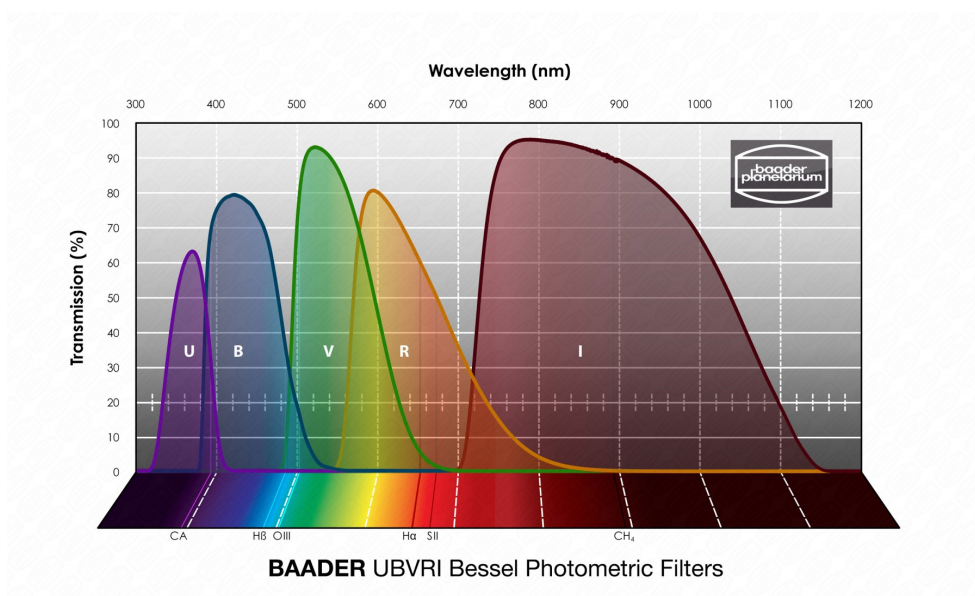 Wavelength (nm)
300 400 500 600 700 800 900 1000 1100 1200
Transmission (%)
100
90
80
70
60
50
40
30
20
10
0
baader
planetarium
U B V R I
CA Hß OIII Hα SII CH₄
BAADER UBVRI Bessel Photometric Filters